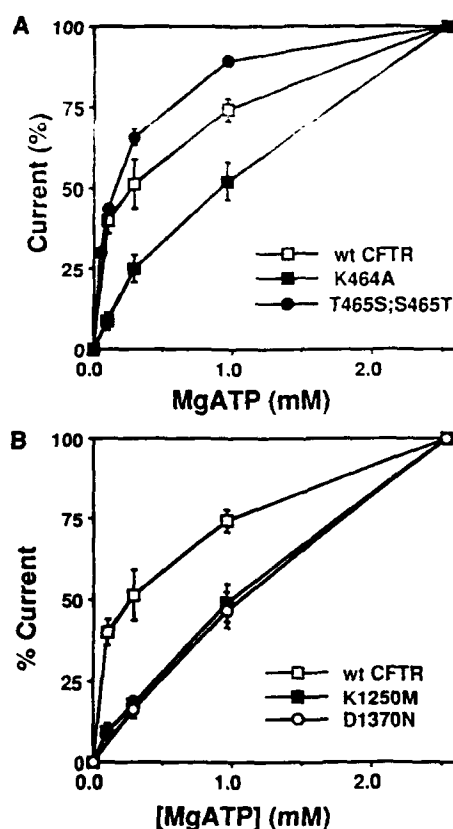 A
Current (%)
100
75
50
25
0
wt CFTR
K464A
T465S;S465T
0.0
1.0
2.0
MgATP (mM)
B
% Current
100
75
50
25
0
wt CFTR
K1250M
D1370N
0.0
1.0
2.0
[MgATP] (mM)